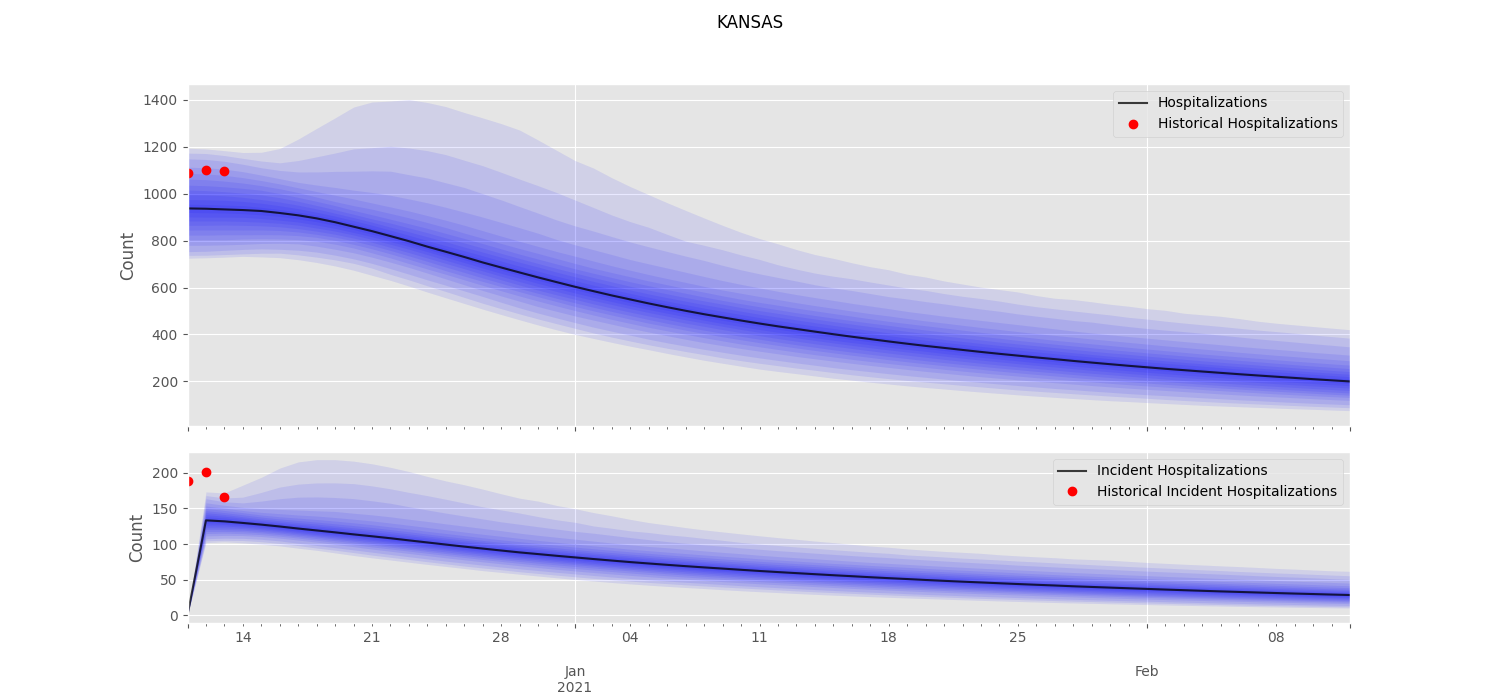 KANSAS
1400
1200
1000
800
600
400
200
Count
Hospitalizations
Historical Hospitalizations
200
150
100
50
0
Count
Incident Hospitalizations
Historical Incident Hospitalizations
14 21 28 04 11 18 25 08
Jan Feb
2021